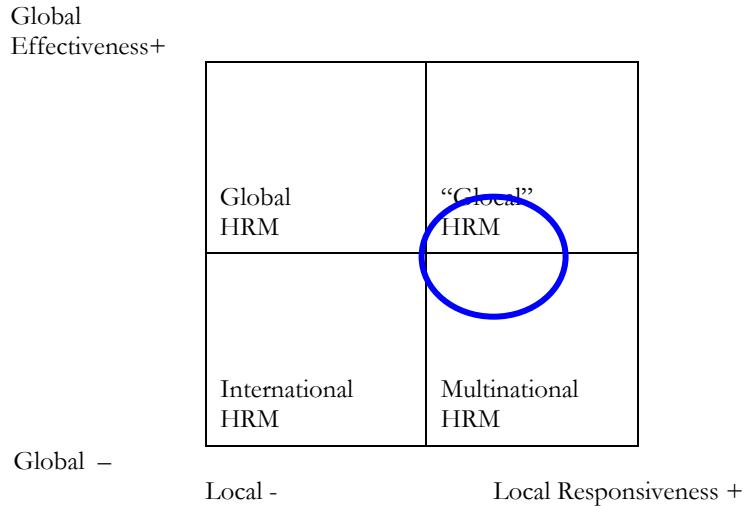 Global
Effectiveness+
Global
HRM
“Glocal”
HRM
International
HRM
Multinational
HRM
Global –
Local -
Local Responsiveness +